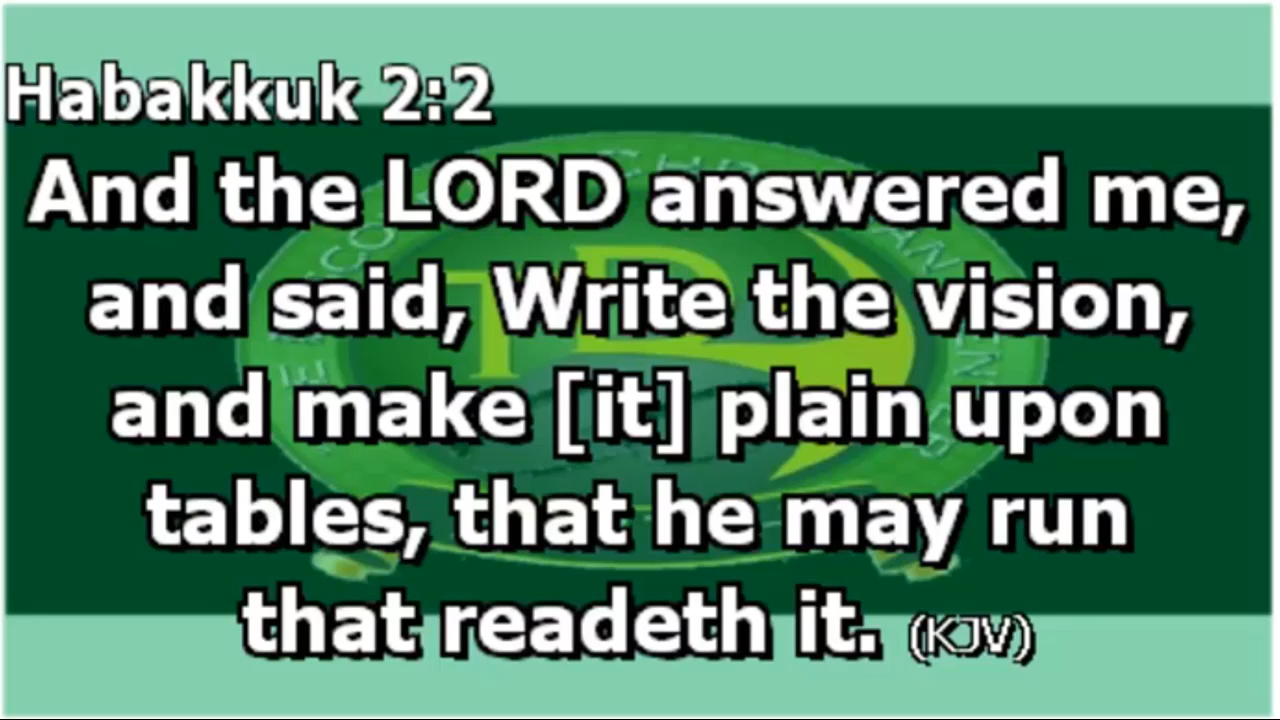 Habakkuk 2:2
And the LORD answered me,
and said, Write the vision,
and make [it] plain upon
tables, that he may run
that readeth it. (KJV)